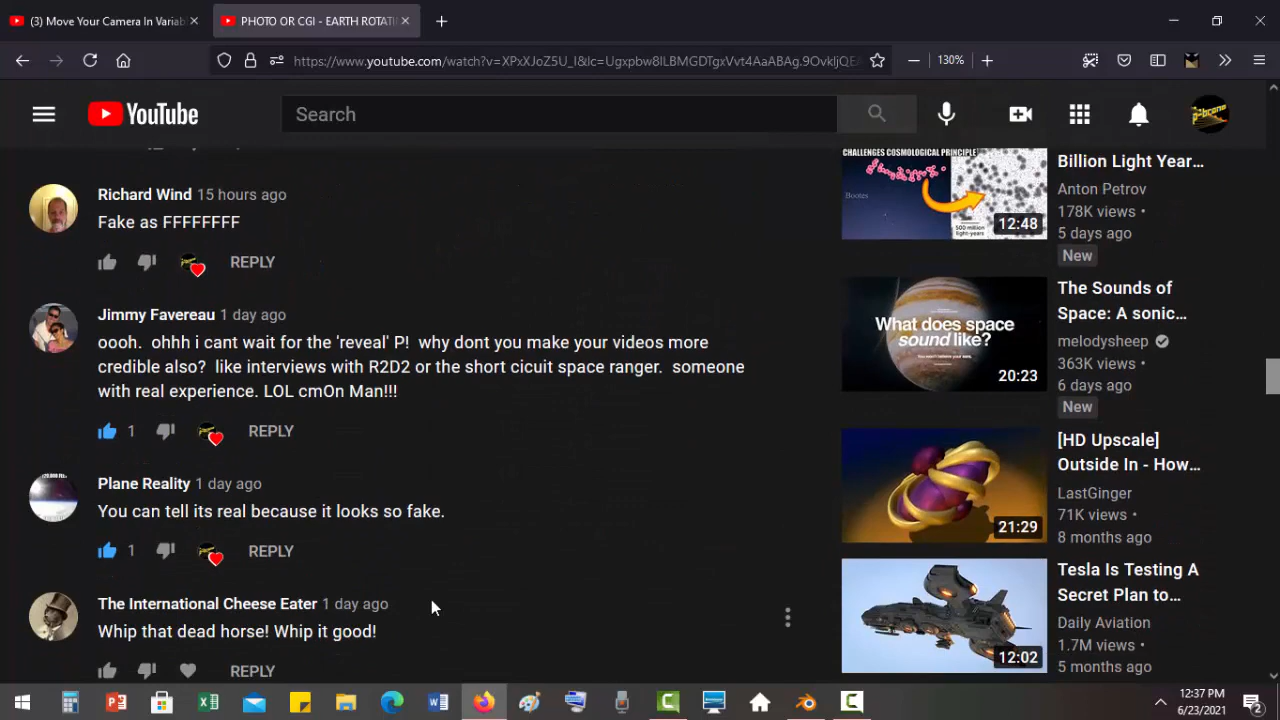 (3) Move Your Camera In Variab
PHOTO OR CGI - EARTH ROTATI
https://www.youtube.com/watch?v=XPxXJoZ5U_I&lc=Ugxpbw8ILBMGDTgxVvt4AaABAg.9OvkIjQEA
130%
YouTube
Search
Richard Wind 15 hours ago
Fake as FFFFFFFF
REPLY
Jimmy Favereau 1 day ago
oooh. ohhh i cant wait for the 'reveal' P! why dont you make your videos more
credible also? like interviews with R2D2 or the short cicuit space ranger. someone
with real experience. LOL cmOn Man!!!
1 REPLY
Plane Reality 1 day ago
You can tell its real because it looks so fake.
1 REPLY
The International Cheese Eater 1 day ago
Whip that dead horse! Whip it good!
REPLY
CHALLENGES COSMOLOGICAL PRINCIPLE
Bootes
500 million
light-years
12:48
Billion Light Year...
Anton Petrov
178K views •
5 days ago
New
What does space
sound like?
20:23
The Sounds of
Space: A sonic...
melodysheep
363K views •
6 days ago
New
21:29
[HD Upscale]
Outside In - How...
LastGinger
71K views •
8 months ago
12:02
Tesla Is Testing A
Secret Plan to...
Daily Aviation
1.7M views •
5 months ago
12:37 PM
6/23/2021
2